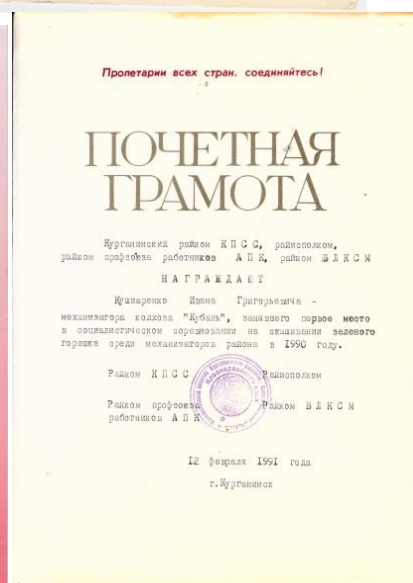 Пролетарии всех стран, соединяйтесь!
ПОЧЕТНАЯ
ГРАМОТА
Курганинский райком КПСС, райисполком,
райком профсоюза работников АПК, райком ВЛКСМ
НАГРАЖДАЮТ
Кушнаренко Ивана Григорьевича -
механизатора колхоза "Кубань", занявшего первое место
в социалистическом соревновании на скашивании зеленого
горошка среди механизаторов района в 1990 году.
Райком КПСС Райисполком
Райком профсоюза Райком ВЛКСМ
работников АПК
12 февраля 1991 года
г.Курганинск